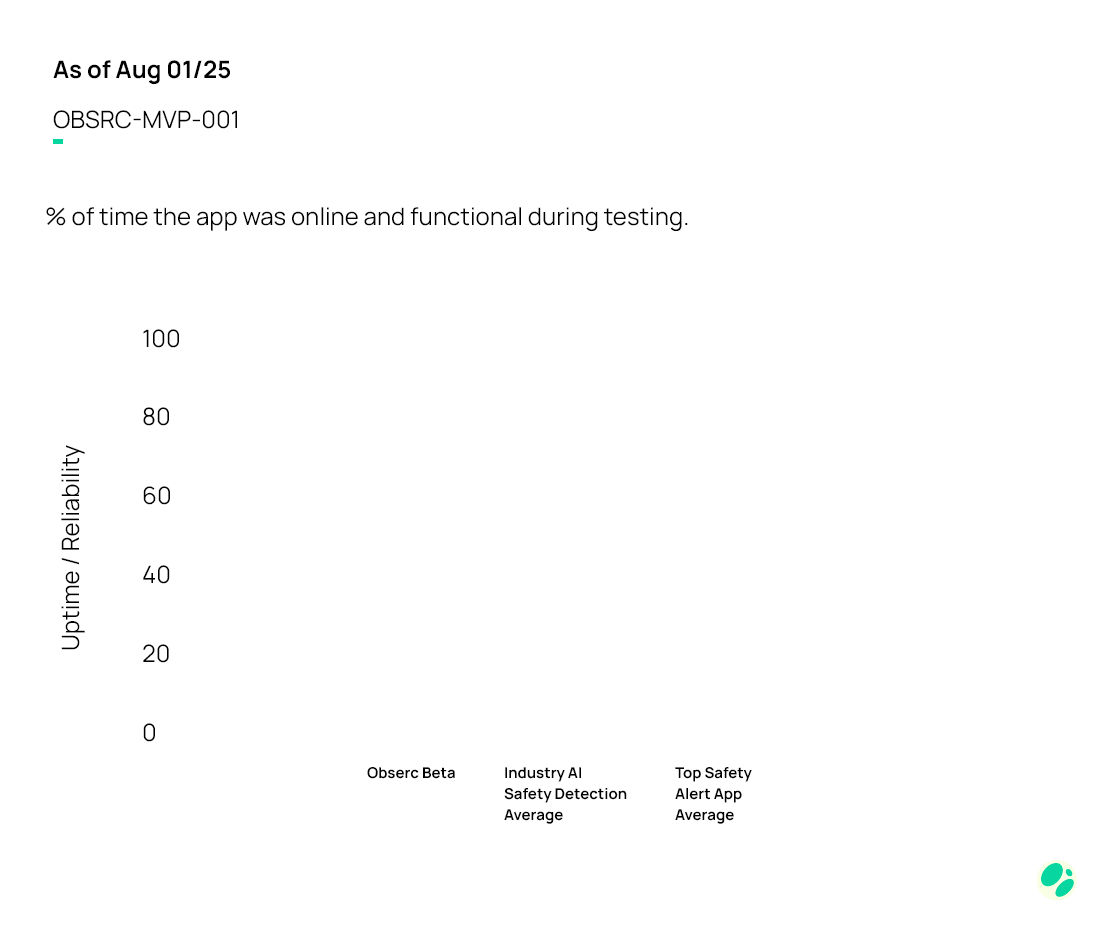 As of Aug 01/25
OBSRC-MVP-001
% of time the app was online and functional during testing.
Uptime / Reliability
100
80
60
40
20
0
Obserc Beta
Industry AI
Safety Detection
Average
Top Safety
Alert App
Average